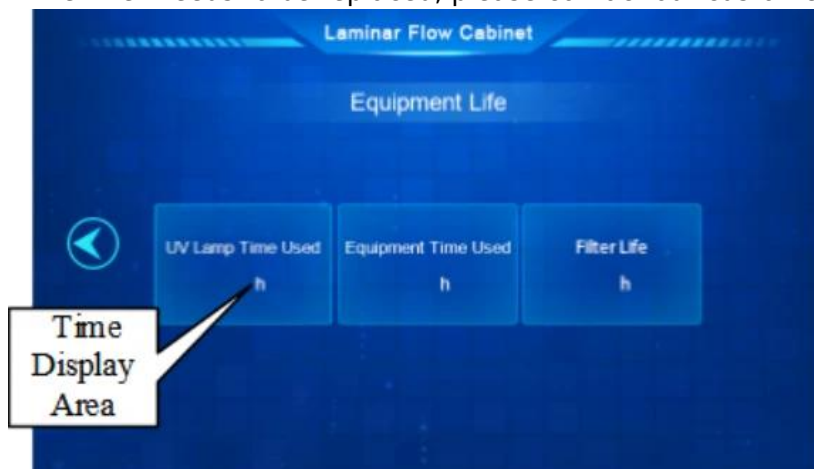 Laminar Flow Cabinet
Equipment Life
UV Lamp Time Used
h
Equipment Time Used
h
Filter Life
h
Time
Display
Area